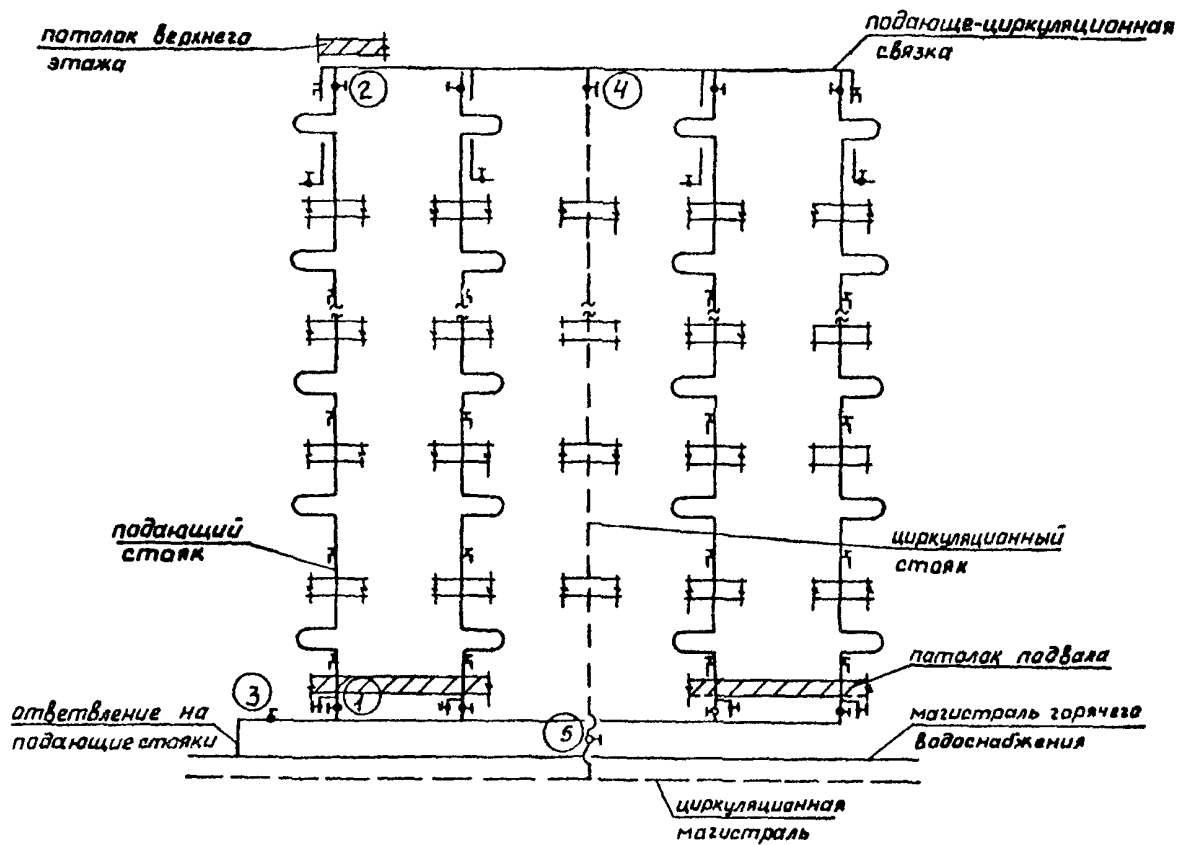 потолок верхнего
этажа
подающе-циркуляционная
связка
2
4
подающий
стояк
циркуляционный
стояк
потолок подвала
3
1
ответвление на
подающие стояки
5
магистраль горячега
водоснабжения
циркуляционная
магистраль